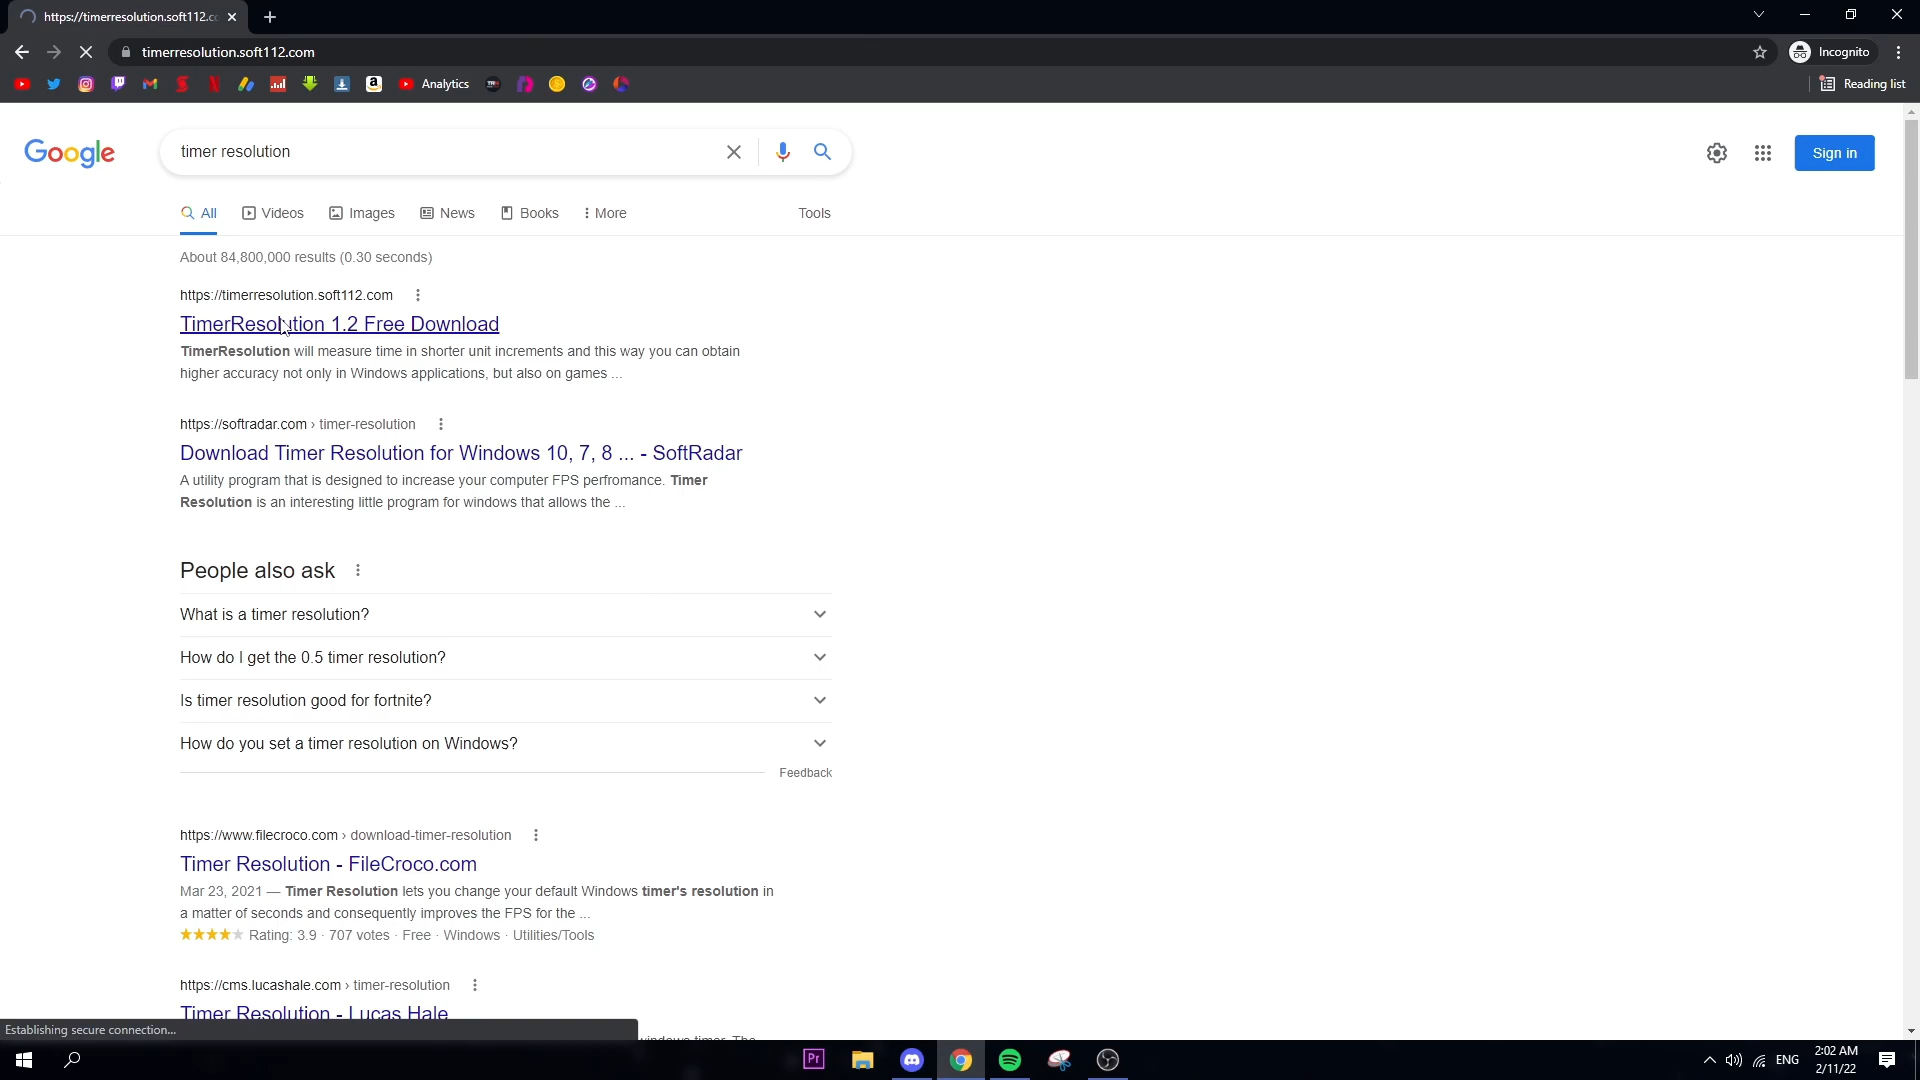 https://timerresolution.soft112.cc
timerresolution.soft112.com
Incognito
Analytics
Reading list
Google
timer resolution
Sign in
All
Videos
Images
News
Books
More
Tools
About 84,800,000 results (0.30 seconds)
https://timerresolution.soft112.com
TimerResolution 1.2 Free Download
TimerResolution will measure time in shorter unit increments and this way you can obtain
higher accuracy not only in Windows applications, but also on games ...
https://softradar.com › timer-resolution
Download Timer Resolution for Windows 10, 7, 8 ... - SoftRadar
A utility program that is designed to increase your computer FPS perfromance. Timer
Resolution is an interesting little program for windows that allows the ...
People also ask
What is a timer resolution?
How do I get the 0.5 timer resolution?
Is timer resolution good for fortnite?
How do you set a timer resolution on Windows?
Feedback
https://www.filecroco.com › download-timer-resolution
Timer Resolution - FileCroco.com
Mar 23, 2021 — Timer Resolution lets you change your default Windows timer's resolution in
a matter of seconds and consequently improves the FPS for the ...
Rating: 3.9 · 707 votes · Free · Windows · Utilities/Tools
https://cms.lucashale.com › timer-resolution
Timer Resolution - Lucas Hale
Establishing secure connection...
windows timer. The
Pr
ENG
2:02 AM
2/11/22